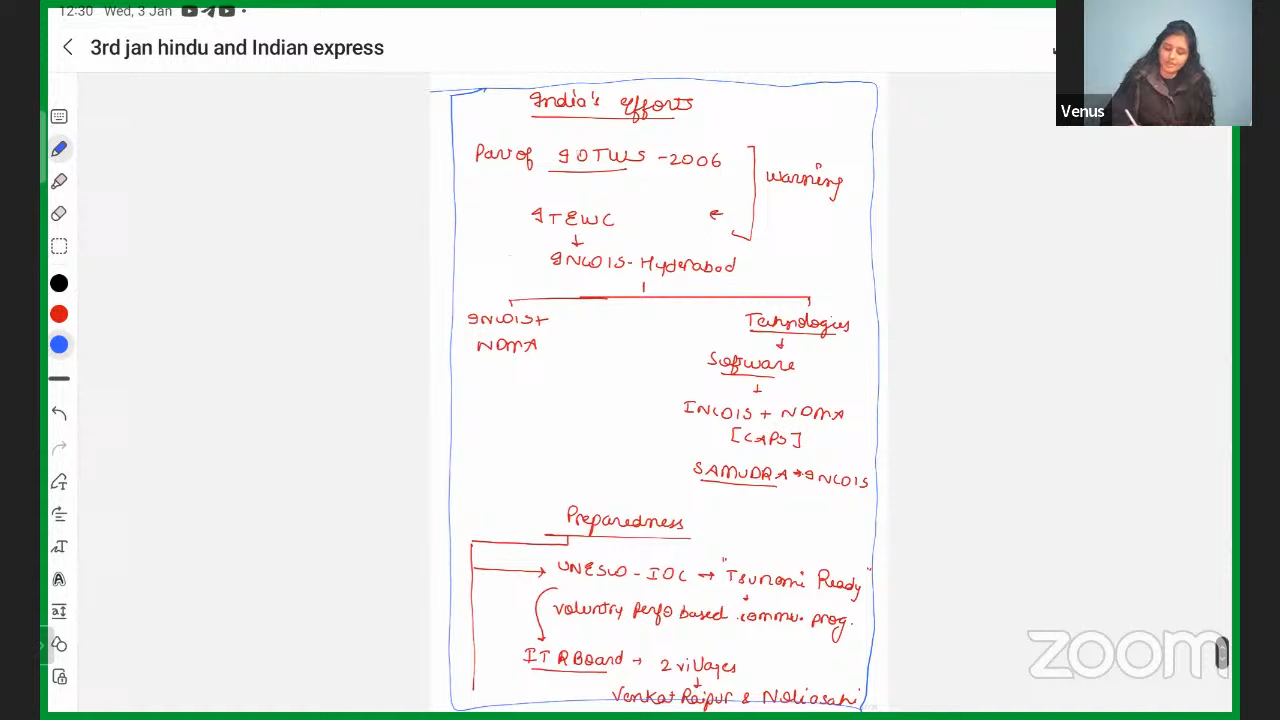 12:30 Wed, 3 Jan
3rd jan hindu and Indian express
Venus
India's efforts
Part of IOTWS - 2006
Warning
ITEWC
INCOIS - Hyderabad
INCOIS +
NDMA
Technologies
Software
INCOIS + NDMA
[CAPS]
SAMUDRA → INCOIS
Preparedness
UNESCO - IOC → "Tsunami Ready"
voluntry perfo based commu. prog.
ITRBoard → 2 villages
Venkat Raipur & Noliasahi
zoom